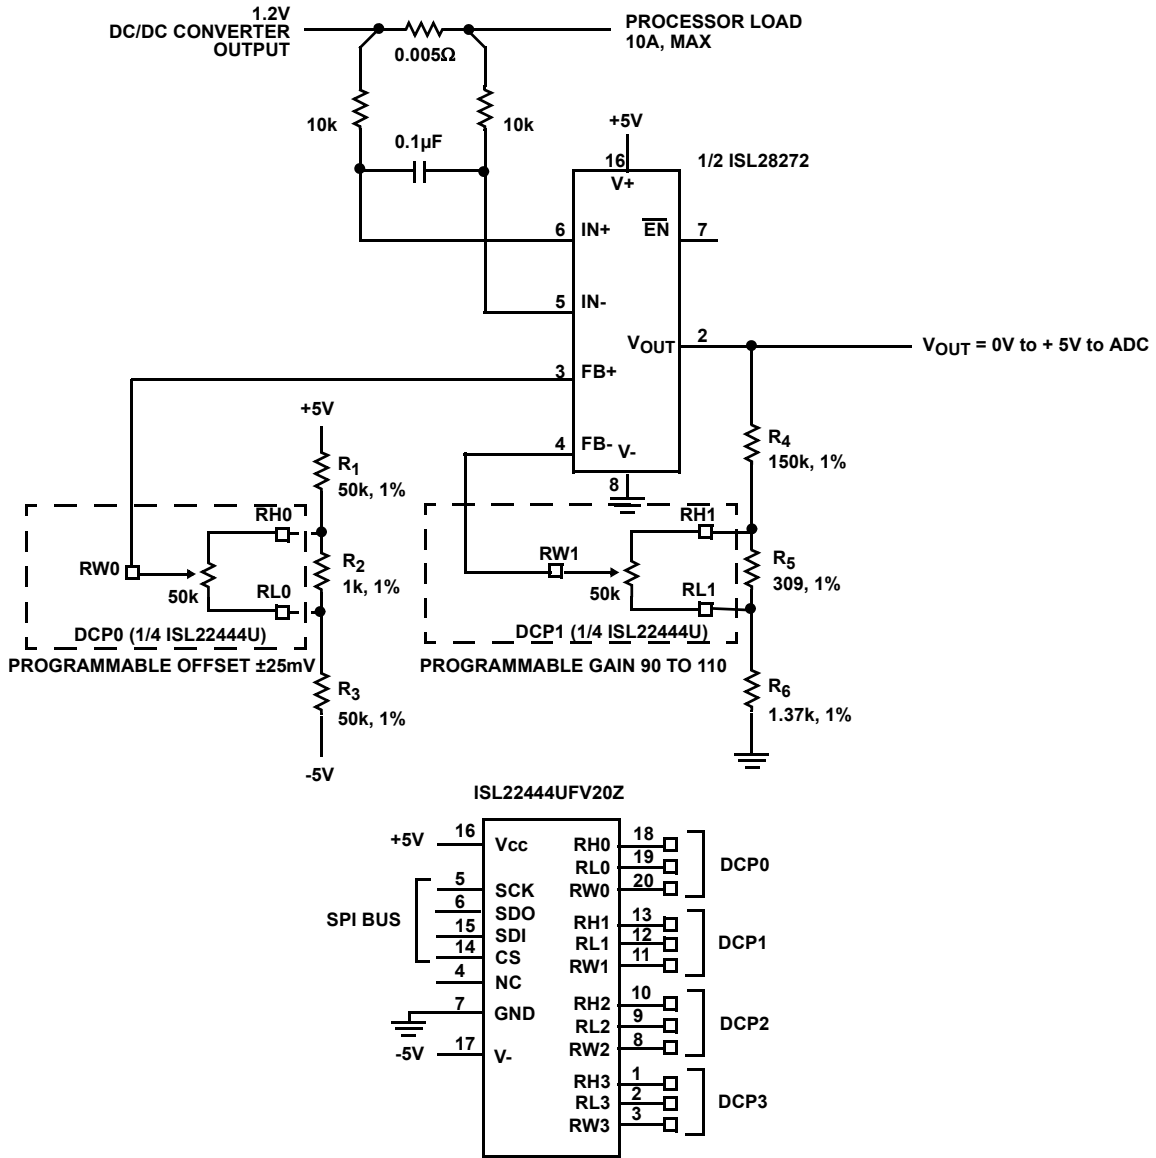 1.2V
DC/DC CONVERTER
OUTPUT
PROCESSOR LOAD
10A, MAX
0.005Ω
10k
10k
0.1µF
+5V
16
V+
1/2 ISL28272
6
IN+
EN
7
5
IN-
VOUT
2
VOUT = 0V to + 5V to ADC
3
FB+
4
FB-
V-
8
+5V
R1
50k, 1%
R4
150k, 1%
RH0
RW0
50k
RL0
R2
1k, 1%
DCP0 (1/4 ISL22444U)
PROGRAMMABLE OFFSET ±25mV
R3
50k, 1%
-5V
RH1
RW1
50k
RL1
R5
309, 1%
DCP1 (1/4 ISL22444U)
PROGRAMMABLE GAIN 90 TO 110
R6
1.37k, 1%
ISL22444UFV20Z
+5V
16
Vcc
SPI BUS
5
SCK
6
SDO
15
SDI
14
CS
4
NC
7
GND
-5V
17
V-
RH0
18
RL0
19
RW0
20
DCP0
RH1
13
RL1
12
RW1
11
DCP1
RH2
10
RL2
9
RW2
8
DCP2
RH3
1
RL3
2
RW3
3
DCP3